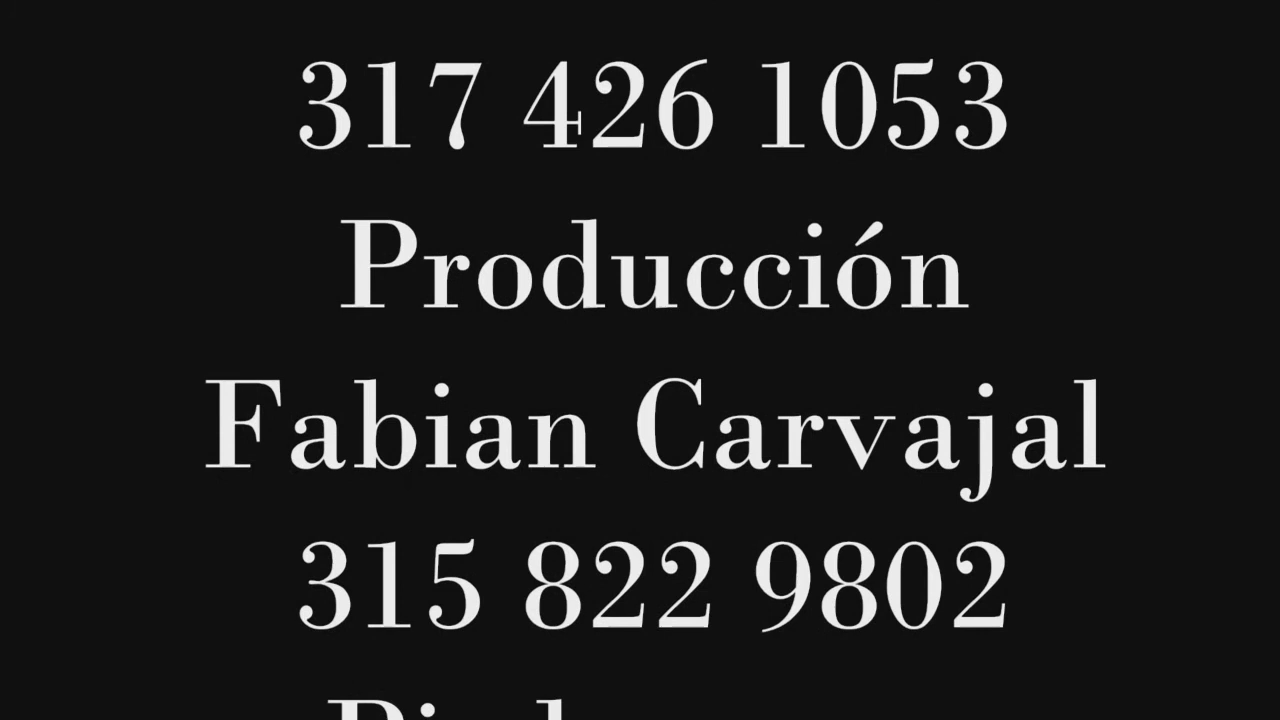 317 426 1053
Producción
Fabian Carvajal
315 822 9802